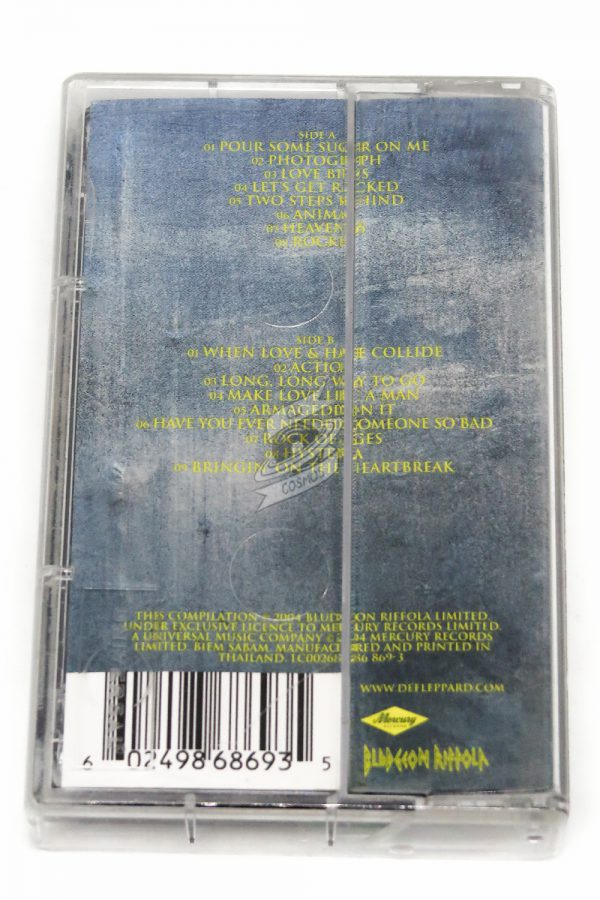 SIDE A
01 POUR SOME SUGAR ON ME
02 PHOTOGRAPH
03 LOVE BITES
04 LET'S GET ROCKED
05 TWO STEPS BEHIND
06 ANIMAL
07 HEAVEN IS
08 ROCKET
SIDE B
01 WHEN LOVE & HATE COLLIDE
02 ACTION
03 LONG, LONG WAY TO GO
04 MAKE LOVE LIKE A MAN
05 ARMAGEDDON IT
06 HAVE YOU EVER NEEDED SOMEONE SO BAD
07 ROCK OF AGES
08 HYSTERIA
09 BRINGIN' ON THE HEARTBREAK
COSMOS
THIS COMPILATION © 2004 BLUDGEON RIFFOLA LIMITED.
UNDER EXCLUSIVE LICENCE TO MERCURY RECORDS LIMITED.
A UNIVERSAL MUSIC COMPANY 2004 MERCURY RECORDS
LIMITED. BIEM SABAM. MANUFACTURED AND PRINTED IN
THAILAND. 869-3
WWW.DEFLEPPARD.COM
Mercury
BLUDGEON RIFFOLA
6 02498 68693 5